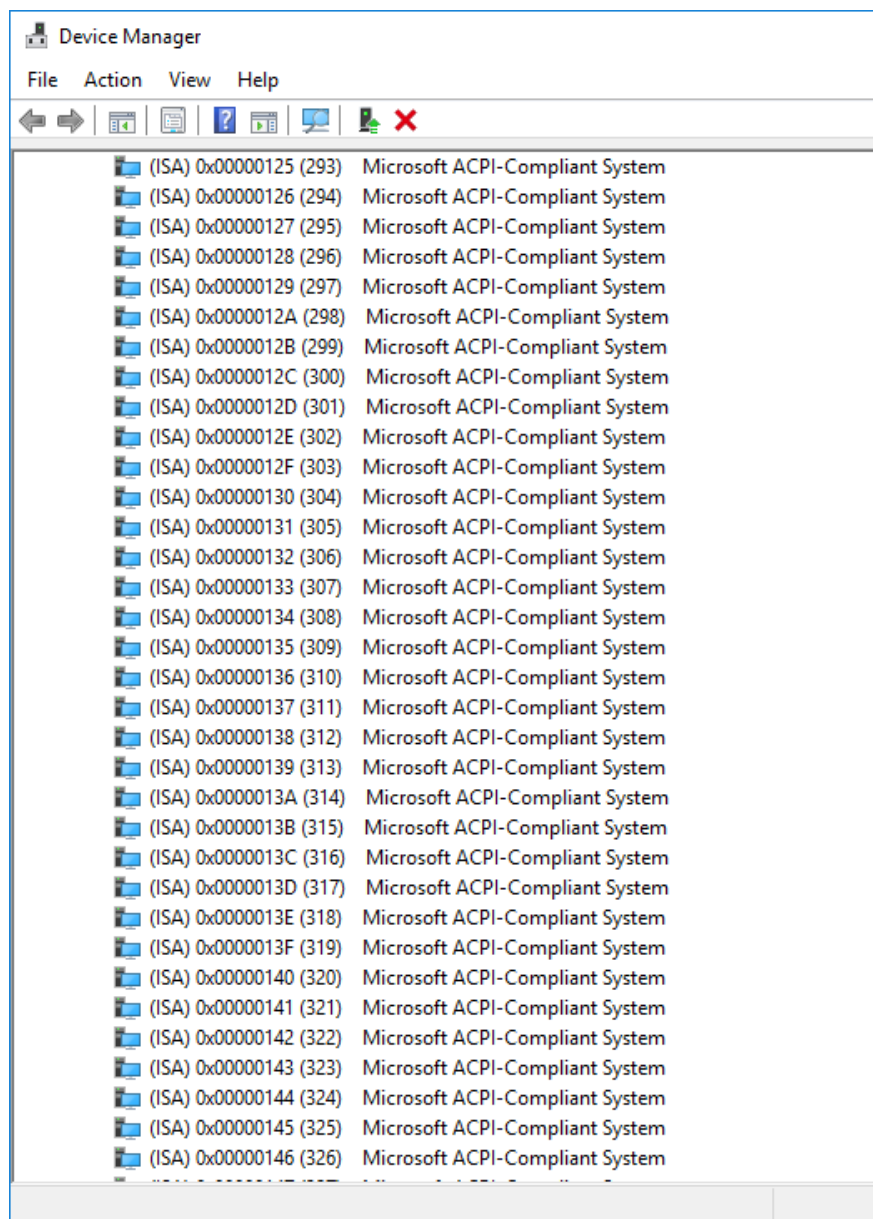 Device Manager
File Action View Help
(ISA) 0x00000125 (293) Microsoft ACPI-Compliant System
(ISA) 0x00000126 (294) Microsoft ACPI-Compliant System
(ISA) 0x00000127 (295) Microsoft ACPI-Compliant System
(ISA) 0x00000128 (296) Microsoft ACPI-Compliant System
(ISA) 0x00000129 (297) Microsoft ACPI-Compliant System
(ISA) 0x0000012A (298) Microsoft ACPI-Compliant System
(ISA) 0x0000012B (299) Microsoft ACPI-Compliant System
(ISA) 0x0000012C (300) Microsoft ACPI-Compliant System
(ISA) 0x0000012D (301) Microsoft ACPI-Compliant System
(ISA) 0x0000012E (302) Microsoft ACPI-Compliant System
(ISA) 0x0000012F (303) Microsoft ACPI-Compliant System
(ISA) 0x00000130 (304) Microsoft ACPI-Compliant System
(ISA) 0x00000131 (305) Microsoft ACPI-Compliant System
(ISA) 0x00000132 (306) Microsoft ACPI-Compliant System
(ISA) 0x00000133 (307) Microsoft ACPI-Compliant System
(ISA) 0x00000134 (308) Microsoft ACPI-Compliant System
(ISA) 0x00000135 (309) Microsoft ACPI-Compliant System
(ISA) 0x00000136 (310) Microsoft ACPI-Compliant System
(ISA) 0x00000137 (311) Microsoft ACPI-Compliant System
(ISA) 0x00000138 (312) Microsoft ACPI-Compliant System
(ISA) 0x00000139 (313) Microsoft ACPI-Compliant System
(ISA) 0x0000013A (314) Microsoft ACPI-Compliant System
(ISA) 0x0000013B (315) Microsoft ACPI-Compliant System
(ISA) 0x0000013C (316) Microsoft ACPI-Compliant System
(ISA) 0x0000013D (317) Microsoft ACPI-Compliant System
(ISA) 0x0000013E (318) Microsoft ACPI-Compliant System
(ISA) 0x0000013F (319) Microsoft ACPI-Compliant System
(ISA) 0x00000140 (320) Microsoft ACPI-Compliant System
(ISA) 0x00000141 (321) Microsoft ACPI-Compliant System
(ISA) 0x00000142 (322) Microsoft ACPI-Compliant System
(ISA) 0x00000143 (323) Microsoft ACPI-Compliant System
(ISA) 0x00000144 (324) Microsoft ACPI-Compliant System
(ISA) 0x00000145 (325) Microsoft ACPI-Compliant System
(ISA) 0x00000146 (326) Microsoft ACPI-Compliant System